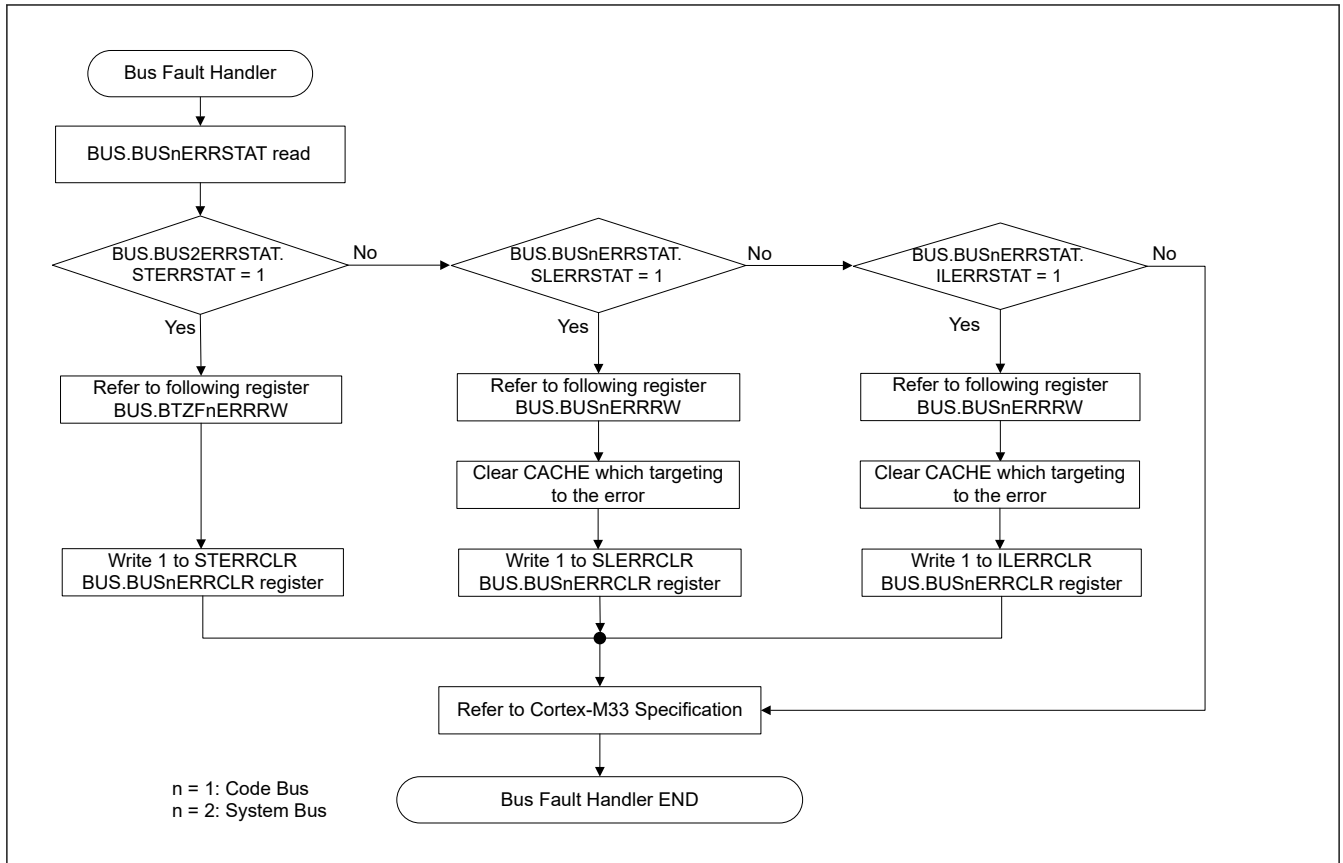 Bus Fault Handler
BUS.BUSnERRSTAT read
BUS.BUS2ERRSTAT.
STERRSTAT = 1
No
BUS.BUSnERRSTAT.
SLERRSTAT = 1
No
BUS.BUSnERRSTAT.
ILERRSTAT = 1
No
Yes
Yes
Yes
Refer to following register
BUS.BTZFnERRRW
Refer to following register
BUS.BUSnERRRW
Refer to following register
BUS.BUSnERRRW
Clear CACHE which targeting
to the error
Clear CACHE which targeting
to the error
Write 1 to STERRCLR
BUS.BUSnERRCLR register
Write 1 to SLERRCLR
BUS.BUSnERRCLR register
Write 1 to ILERRCLR
BUS.BUSnERRCLR register
Refer to Cortex-M33 Specification
n = 1: Code Bus
n = 2: System Bus
Bus Fault Handler END